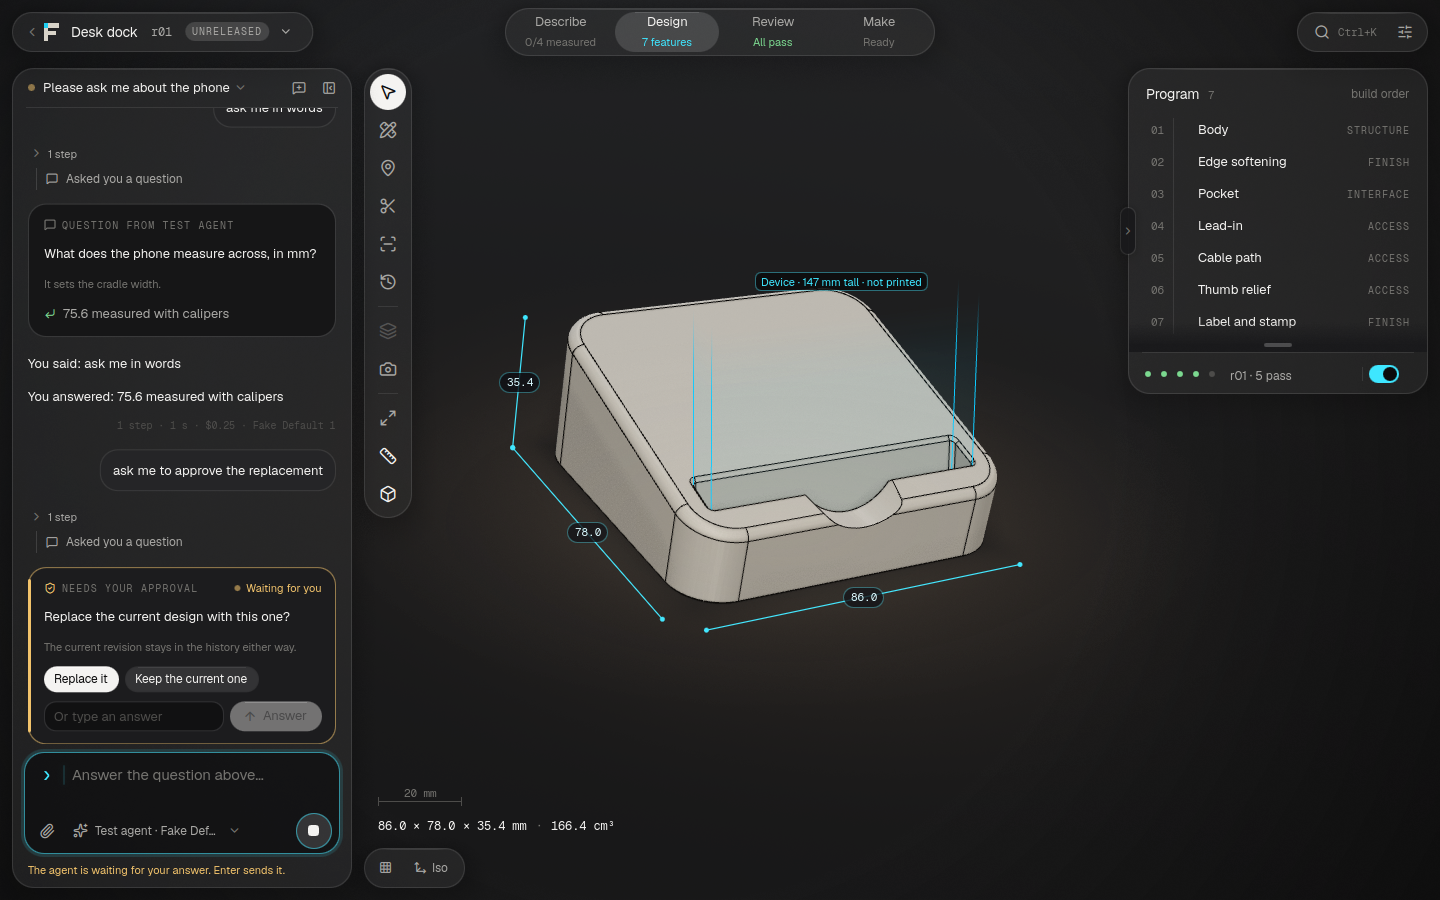 Desk dock r01 UNRELEASED
Describe
0/4 measured
Design
7 features
Review
All pass
Make
Ready
Ctrl+K
Please ask me about the phone
ask me in words
1 step
Asked you a question
QUESTION FROM TEST AGENT
What does the phone measure across, in mm?
It sets the cradle width.
75.6 measured with calipers
You said: ask me in words
You answered: 75.6 measured with calipers
1 step · 1 s · $0.25 · Fake Default 1
ask me to approve the replacement
1 step
Asked you a question
NEEDS YOUR APPROVAL
Waiting for you
Replace the current design with this one?
The current revision stays in the history either way.
Replace it
Keep the current one
Or type an answer
Answer
Answer the question above…
Test agent · Fake Def…
The agent is waiting for your answer. Enter sends it.
Device · 147 mm tall · not printed
35.4
78.0
86.0
20 mm
86.0 × 78.0 × 35.4 mm · 166.4 cm³
Iso
Program 7
build order
01 Body STRUCTURE
02 Edge softening FINISH
03 Pocket INTERFACE
04 Lead-in ACCESS
05 Cable path ACCESS
06 Thumb relief ACCESS
07 Label and stamp FINISH
r01 · 5 pass